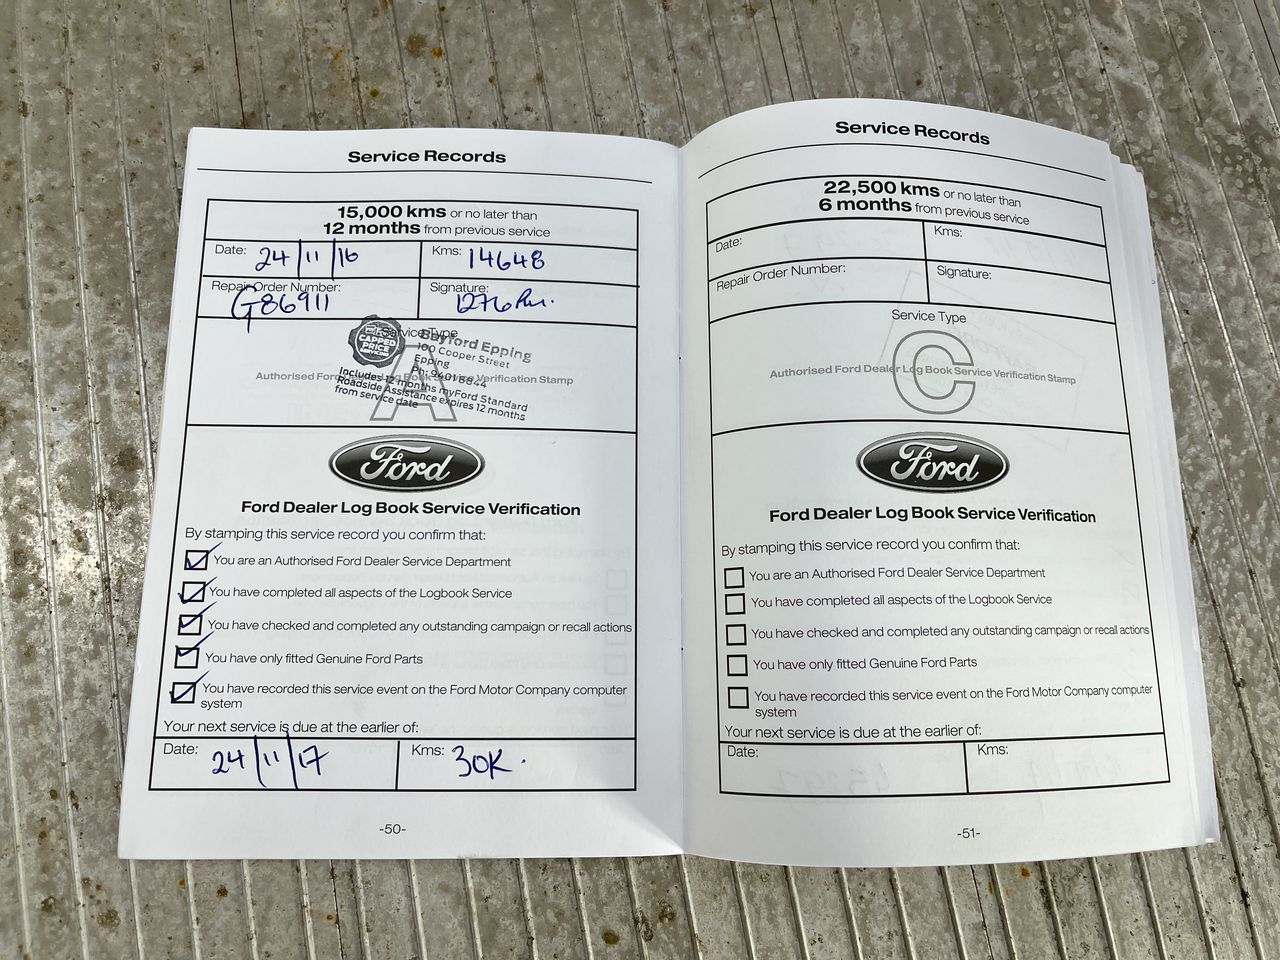 Service Records
15,000 kms or no later than
12 months from previous service
Date: 24/11/16 Kms: 14648
Repair Order Number: G86911 Signature: 1276
Service Type
CAPPED
PRICE
SERVICING
Bayford Epping
100 Cooper Street
Epping
Ph: 9401 8844
Includes 12 months myFord Standard
Roadside Assistance expires 12 months
from service date
A
Authorised Ford Dealer Log Book Service Verification Stamp
Ford
Ford Dealer Log Book Service Verification
By stamping this service record you confirm that:
You are an Authorised Ford Dealer Service Department
You have completed all aspects of the Logbook Service
You have checked and completed any outstanding campaign or recall actions
You have only fitted Genuine Ford Parts
You have recorded this service event on the Ford Motor Company computer
system
Your next service is due at the earlier of:
Date: 24/11/17 Kms: 30K.
-50-
Service Records
22,500 kms or no later than
6 months from previous service
Date: Kms:
Repair Order Number: Signature:
Service Type
C
Authorised Ford Dealer Log Book Service Verification Stamp
Ford
Ford Dealer Log Book Service Verification
By stamping this service record you confirm that:
You are an Authorised Ford Dealer Service Department
You have completed all aspects of the Logbook Service
You have checked and completed any outstanding campaign or recall actions
You have only fitted Genuine Ford Parts
You have recorded this service event on the Ford Motor Company computer
system
Your next service is due at the earlier of:
Date: Kms:
-51-